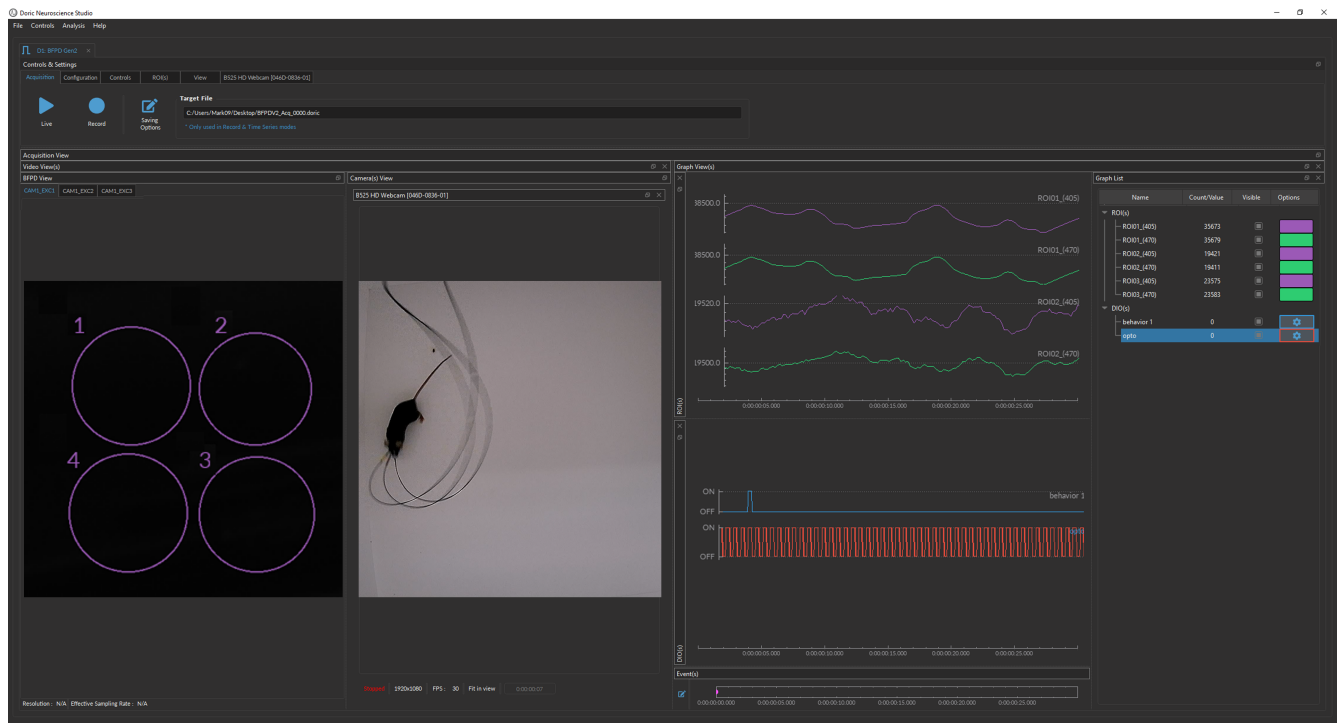 Doric Neuroscience Studio
File Controls Analysis Help
D1: BFPD Gen2
Controls & Settings
Acquisition Configuration Controls ROI(s) View B525 HD Webcam [046D-0836-01]
Target File
C:/Users/Mark09/Desktop/BFPDV2_Acq_0000.doric
* Only used in Record & Time Series modes
Live Record Saving Options
Acquisition View
Video View(s)
BFPD View
CAM1_EXC1 CAM1_EXC2 CAM1_EXC3
1 2
4 3
Resolution : N/A Effective Sampling Rate : N/A
Camera(s) View
B525 HD Webcam [046D-0836-01]
Stopped 1920x1080 FPS : 30 Fit in view 0:00:00:07
Graph View(s)
38500.0 ROI01_(405)
38500.0 ROI01_(470)
19520.0 ROI02_(405)
19500.0 ROI02_(470)
ROI(s)
0:00:00:05.000 0:00:00:10.000 0:00:00:15.000 0:00:00:20.000 0:00:00:25.000
ON behavior 1
OFF
ON
OFF
DIO(s)
0:00:00:05.000 0:00:00:10.000 0:00:00:15.000 0:00:00:20.000 0:00:00:25.000
Event(s)
0:00:00:00.000 0:00:00:05.000 0:00:00:10.000 0:00:00:15.000 0:00:00:20.000 0:00:00:25.000
Graph List
Name Count/Value Visible Options
ROI(s)
ROI01_(405) 35673
ROI01_(470) 35679
ROI02_(405) 19421
ROI02_(470) 19411
ROI03_(405) 23575
ROI03_(470) 23583
DIO(s)
behavior 1 0
opto 0